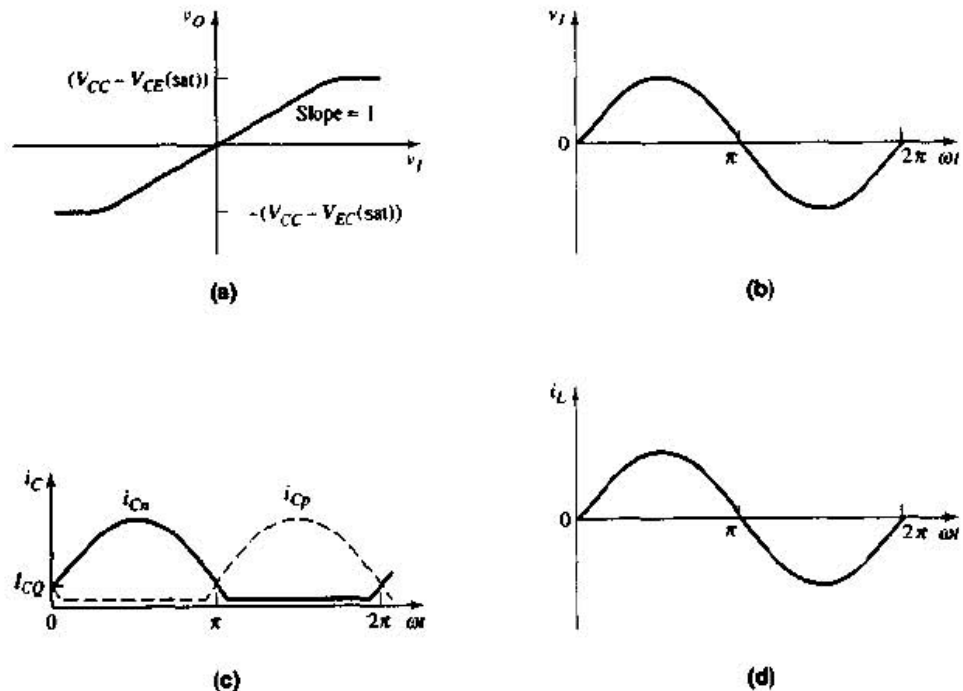 v_O
(V_CC − V_CE(sat))
Slope ≈ 1
v_I
−(V_CC − V_EC(sat))
(a)
v_I
0
π
2π
ωt
(b)
i_C
i_Cn
i_Cp
I_CQ
0
π
2π
ωt
(c)
i_L
0
π
2π
ωt
(d)